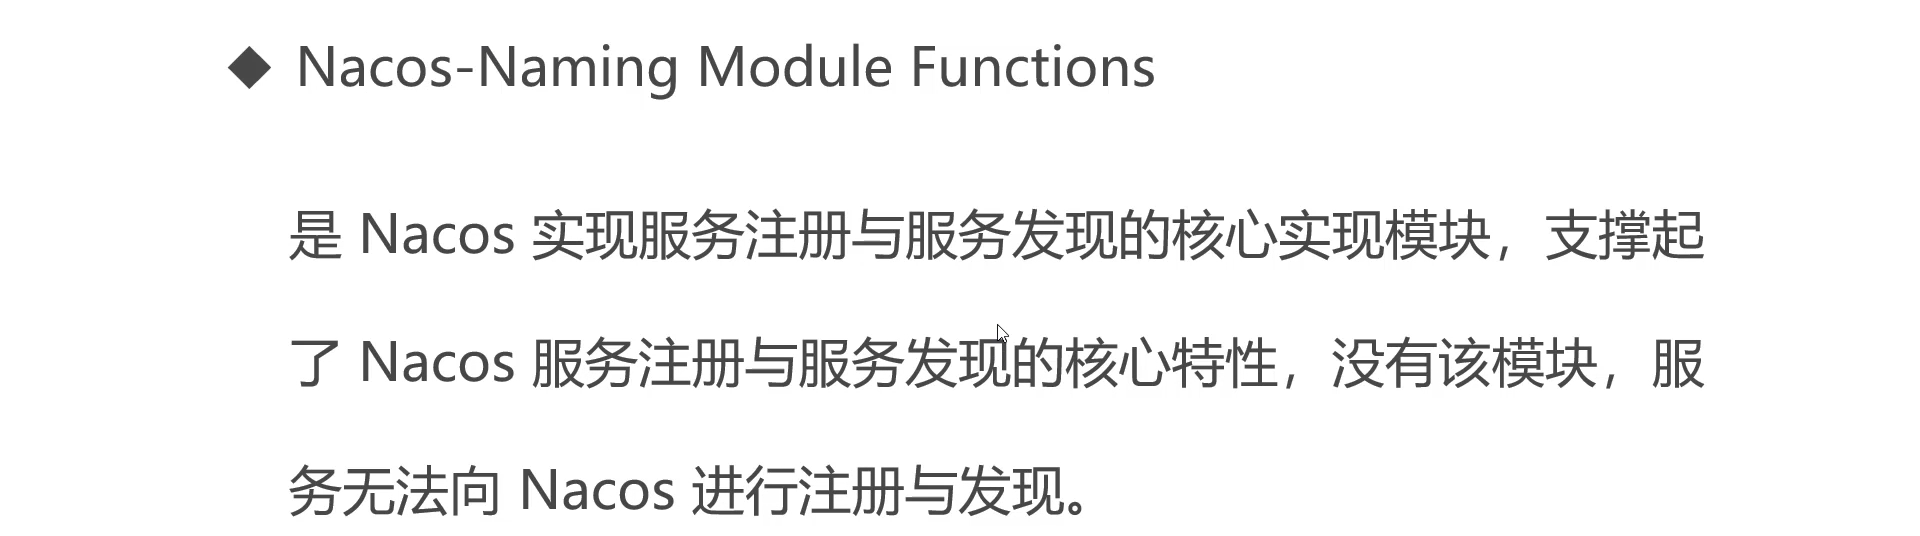 ◆ Nacos-Naming Module Functions
是 Nacos 实现服务注册与服务发现的核心实现模块，支撑起
了 Nacos 服务注册与服务发现的核心特性，没有该模块，服
务无法向 Nacos 进行注册与发现。